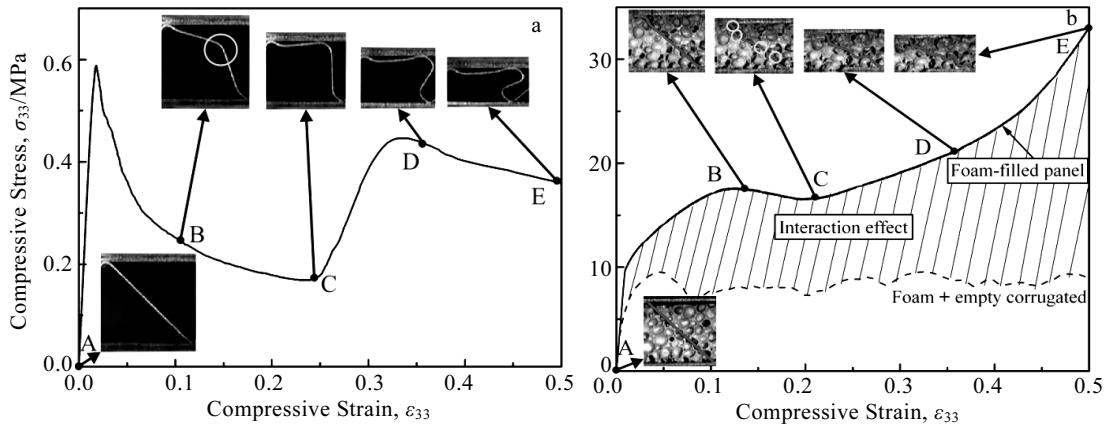 a
Compressive Stress, σ33/MPa
0.6
0.4
0.2
0.0
A
B
C
D
E
0.0 0.1 0.2 0.3 0.4 0.5
Compressive Strain, ε33
b
30
20
10
0
A
B
C
D
E
Foam-filled panel
Interaction effect
Foam + empty corrugated
0.0 0.1 0.2 0.3 0.4 0.5
Compressive Strain, ε33